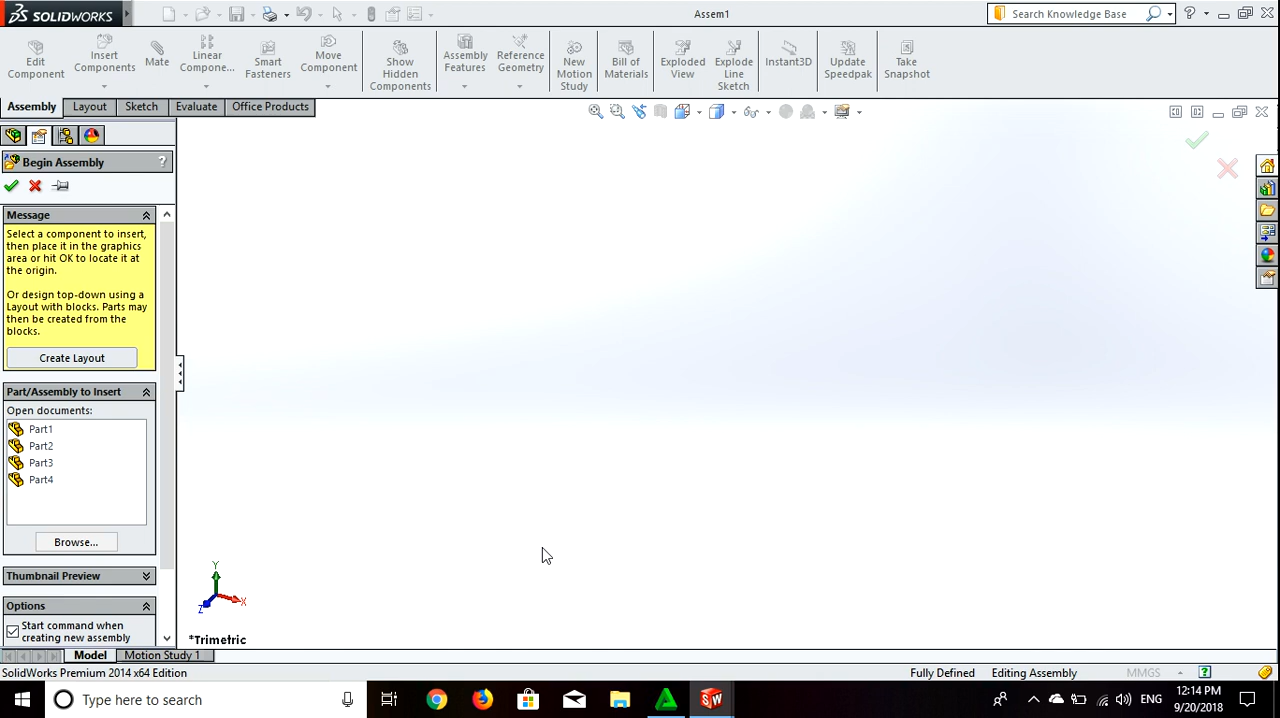 SOLIDWORKS
Assem1
Search Knowledge Base
Edit Component
Insert Components
Mate
Linear Compone...
Smart Fasteners
Move Component
Show Hidden Components
Assembly Features
Reference Geometry
New Motion Study
Bill of Materials
Exploded View
Explode Line Sketch
Instant3D
Update Speedpak
Take Snapshot
Assembly
Layout
Sketch
Evaluate
Office Products
Begin Assembly
?
Message
Select a component to insert,
then place it in the graphics
area or hit OK to locate it at
the origin.
Or design top-down using a
Layout with blocks. Parts may
then be created from the
blocks.
Create Layout
Part/Assembly to Insert
Open documents:
Part1
Part2
Part3
Part4
Browse...
Thumbnail Preview
Options
Start command when
creating new assembly
Y
X
Z
*Trimetric
Model
Motion Study 1
SolidWorks Premium 2014 x64 Edition
Fully Defined
Editing Assembly
MMGS
?
Type here to search
SW
ENG
12:14 PM
9/20/2018